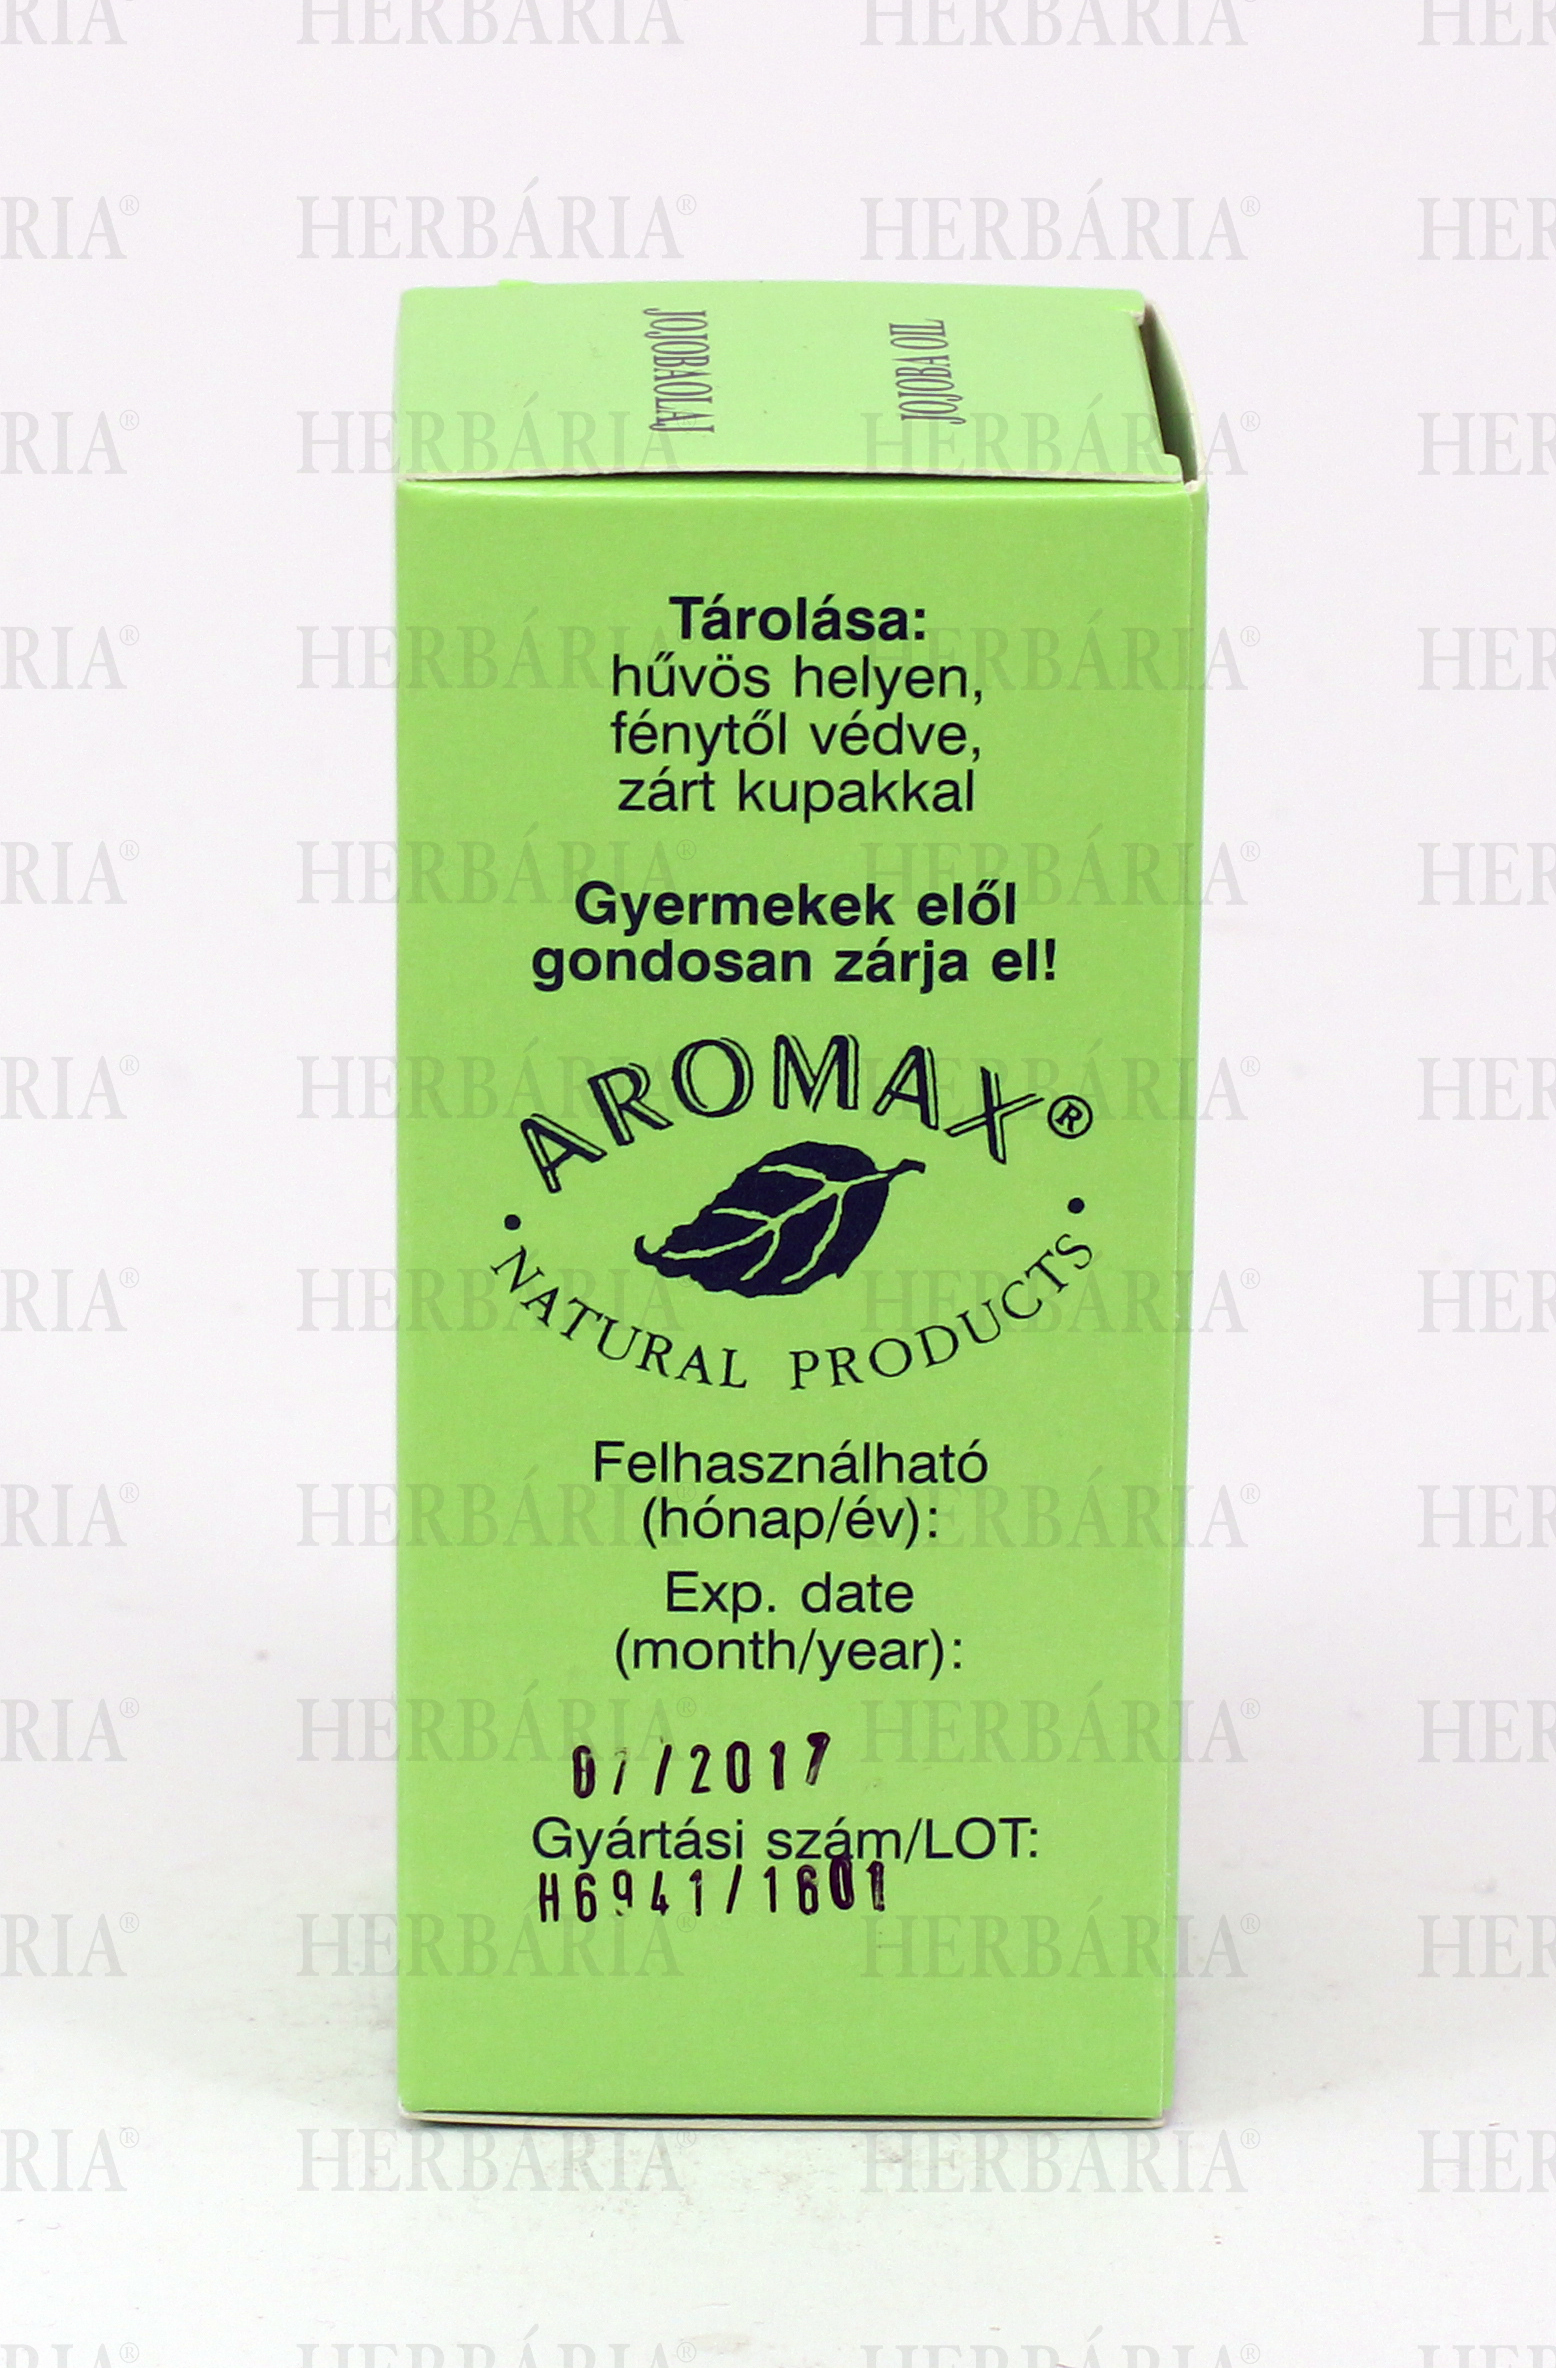 JOJOBAOLAJ
JOJOBA OIL
Tárolása:
hűvös helyen,
fénytől védve,
zárt kupakkal
Gyermekek elől
gondosan zárja el!
AROMAX®
• NATURAL PRODUCTS •
Felhasználható
(hónap/év):
Exp. date
(month/year):
07/2017
Gyártási szám/LOT:
H6941/1601
HERBÁRIA®